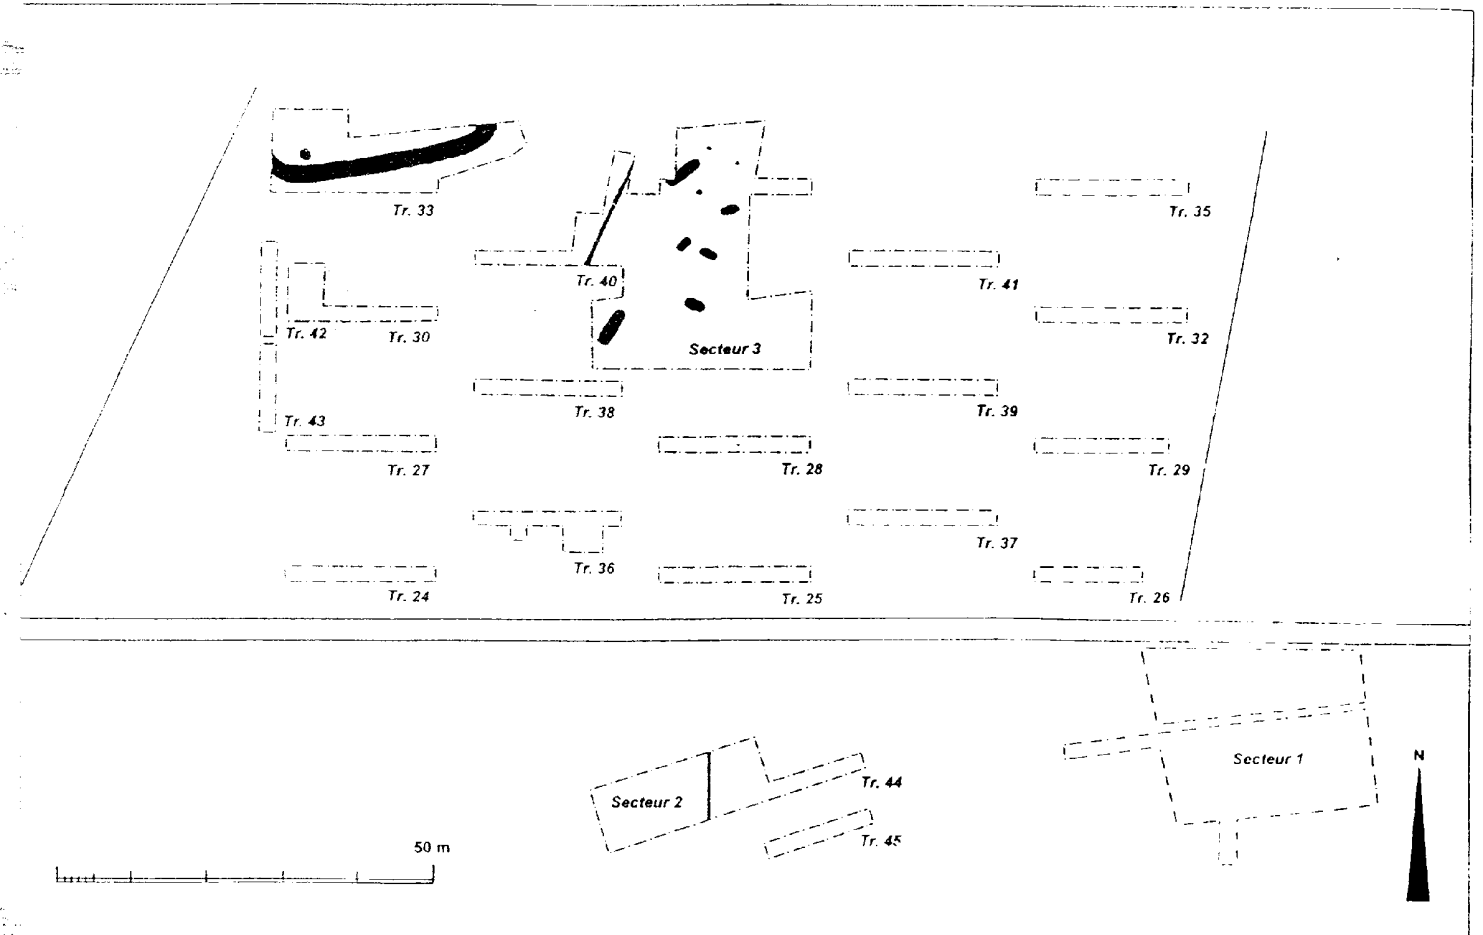 Tr. 33
Tr. 35
Tr. 40
Tr. 41
Tr. 42
Tr. 30
Tr. 32
Secteur 3
Tr. 38
Tr. 39
Tr. 43
Tr. 27
Tr. 28
Tr. 29
Tr. 37
Tr. 36
Tr. 24
Tr. 25
Tr. 26
Secteur 1
N
Secteur 2
Tr. 44
Tr. 45
50 m